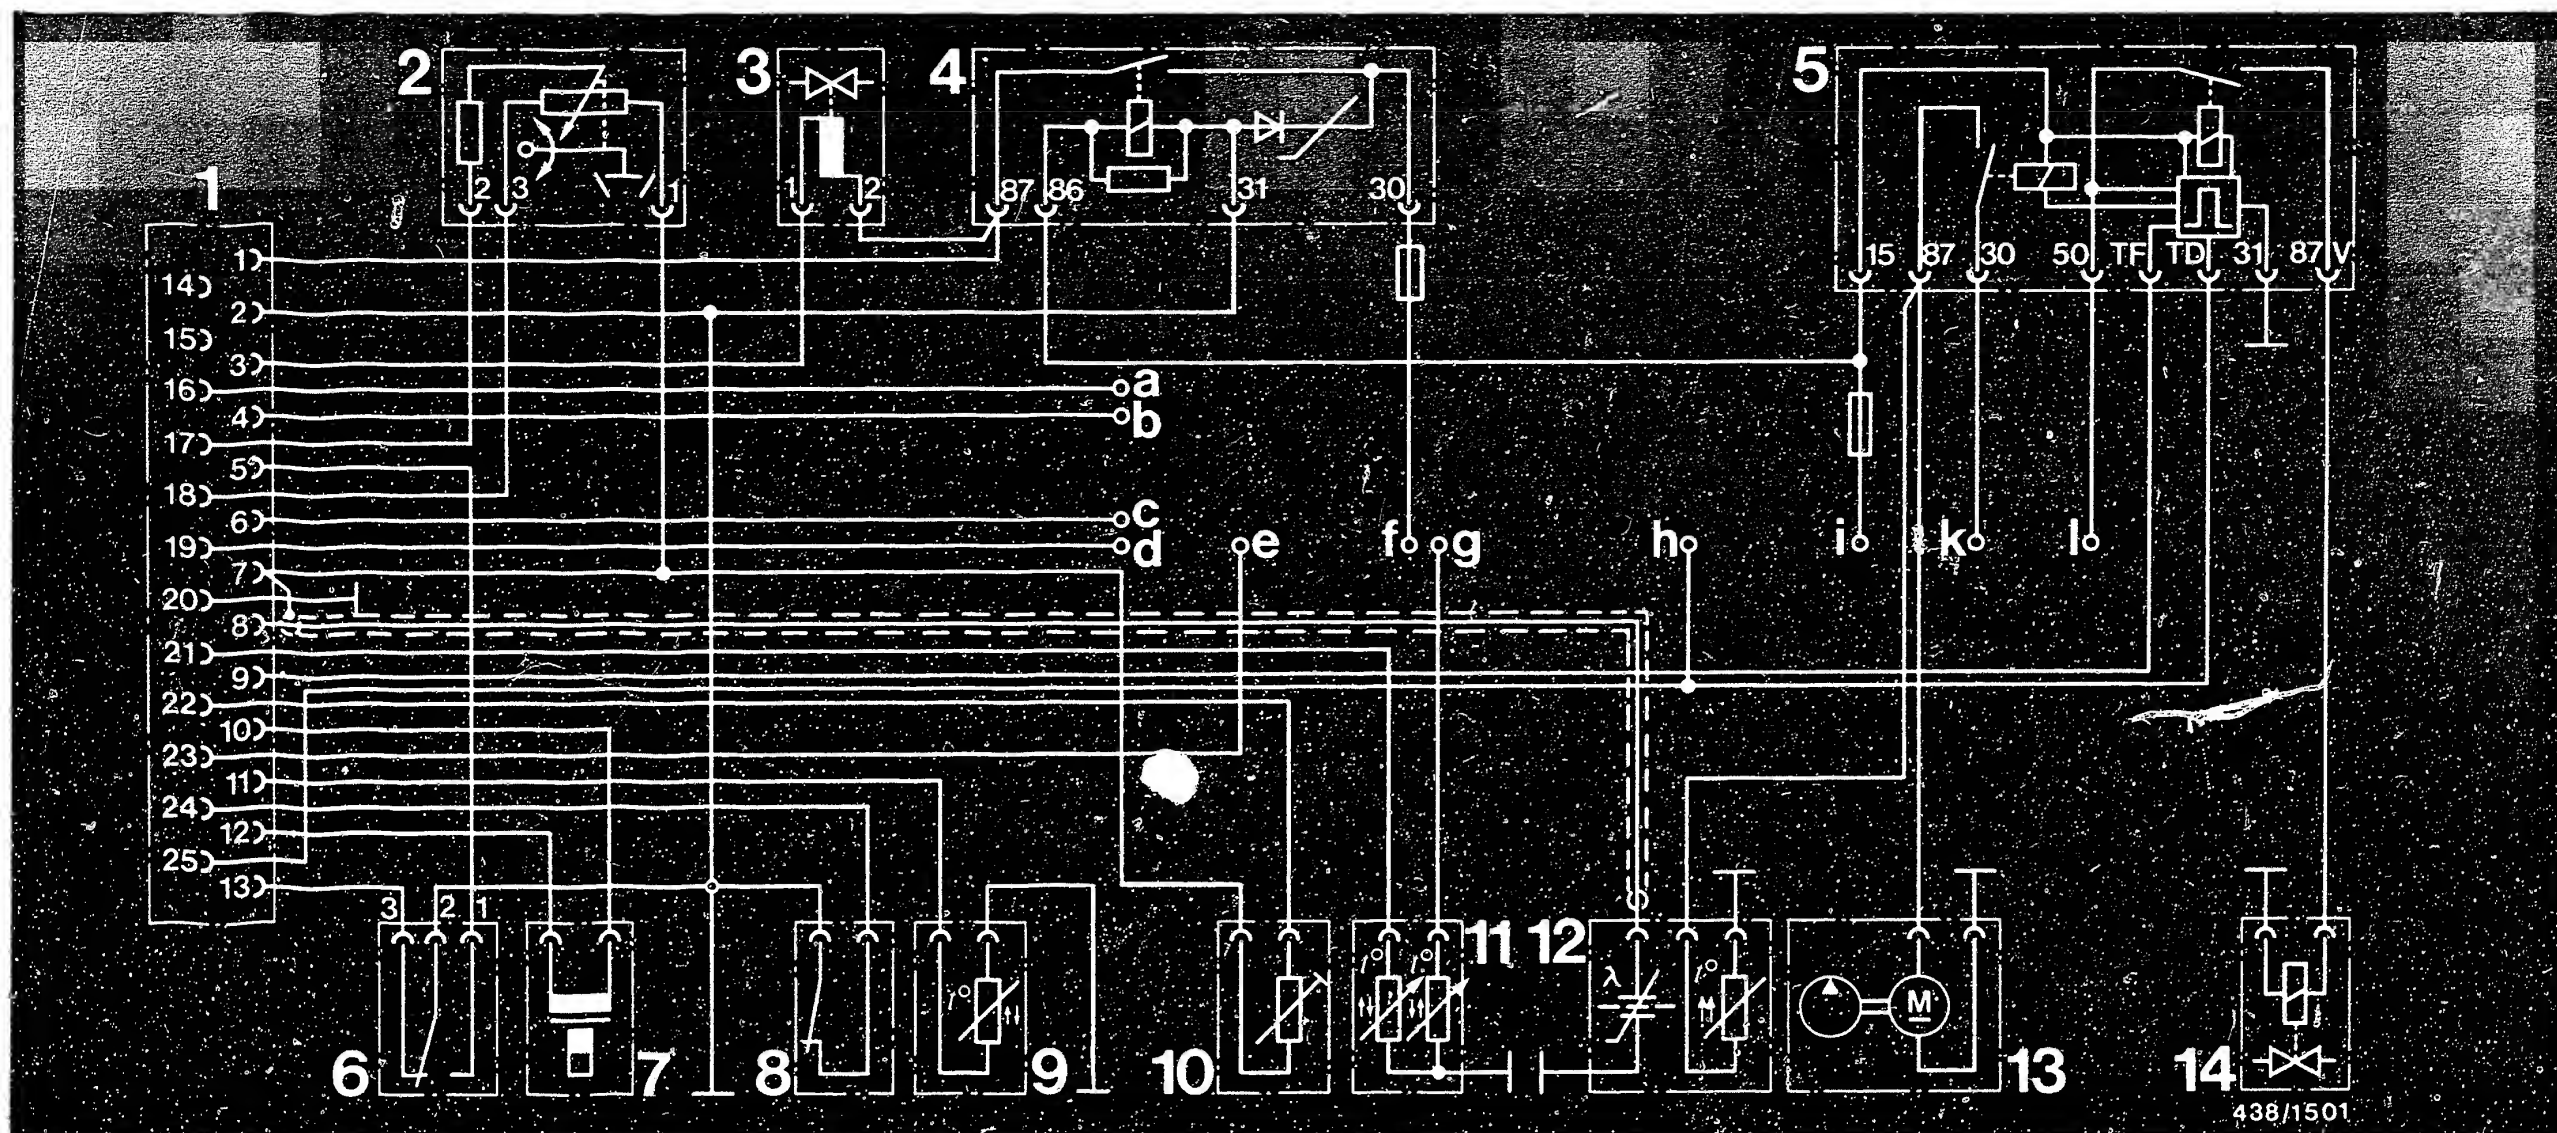 2 3 4 5
1
2 3 1
1 2
87 86 31 30
15 87 30 50 TF TD 31 87V
1
14
2
15
3
16 a
4 b
17
5
18
6 c
19 d e f g h i k l
7
20
8
21
9
22
10
23
11
24
12
25
13
3 2 1
11 12
t° t° λ t°
t°
M
6 7 8 9 10 13 14
438/1501